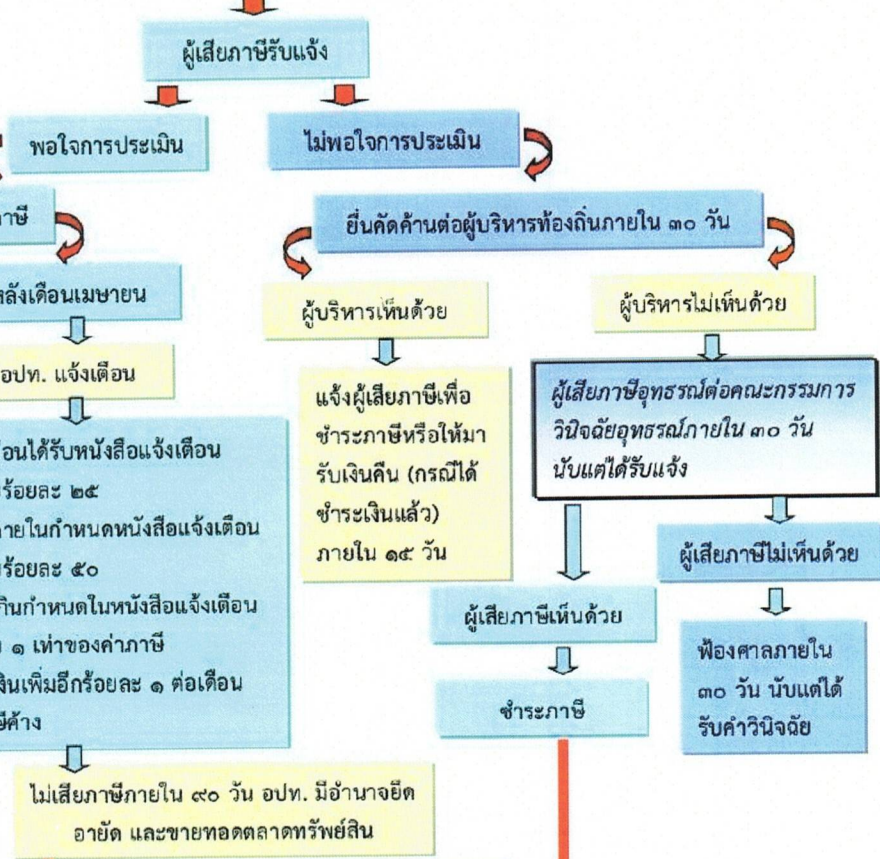 ผู้เสียภาษีรับแจ้ง
พอใจการประเมิน
ไม่พอใจการประเมิน
ยื่นคัดค้านต่อผู้บริหารท้องถิ่นภายใน ๓๐ วัน
ผู้บริหารเห็นด้วย
ผู้บริหารไม่เห็นด้วย
หลังเดือนเมษายน
อปท. แจ้งเตือน
แจ้งผู้เสียภาษีเพื่อ
ชำระภาษีหรือให้มา
รับเงินคืน (กรณีได้
ชำระเงินแล้ว)
ภายใน ๑๕ วัน
ผู้เสียภาษีอุทธรณ์ต่อคณะกรรมการ
วินิจฉัยอุทธรณ์ภายใน ๓๐ วัน
นับแต่ได้รับแจ้ง
ได้รับหนังสือแจ้งเตือน
ร้อยละ ๒๕
ภายในกำหนดหนังสือแจ้งเตือน
ร้อยละ ๕๐
กำหนดในหนังสือแจ้งเตือน
๑ เท่าของค่าภาษี
เงินเพิ่มอีกร้อยละ ๑ ต่อเดือน
ค้าง
ผู้เสียภาษีเห็นด้วย
ชำระภาษี
ผู้เสียภาษีไม่เห็นด้วย
ฟ้องศาลภายใน
๓๐ วัน นับแต่ได้
รับคำวินิจฉัย
ไม่เสียภาษีภายใน ๙๐ วัน อปท. มีอำนาจยึด
อายัด และขายทอดตลาดทรัพย์สิน